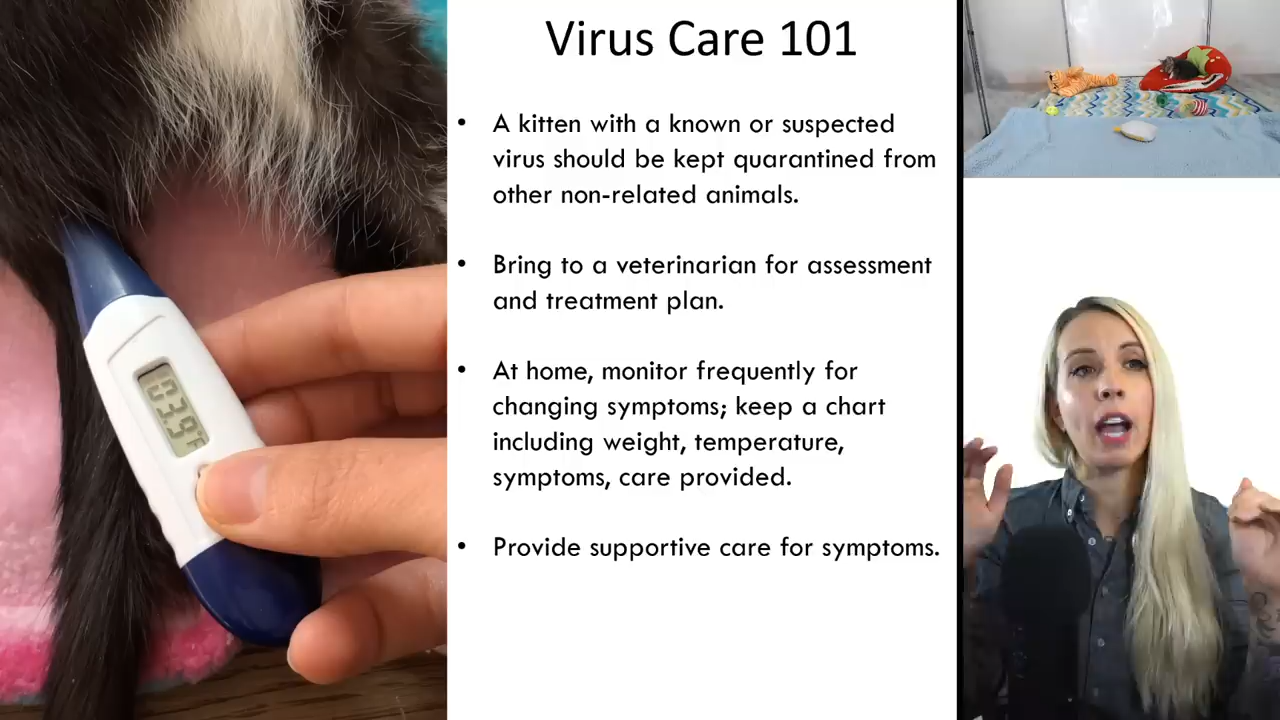 Virus Care 101
• A kitten with a known or suspected
virus should be kept quarantined from
other non-related animals.
• Bring to a veterinarian for assessment
and treatment plan.
• At home, monitor frequently for
changing symptoms; keep a chart
including weight, temperature,
symptoms, care provided.
• Provide supportive care for symptoms.